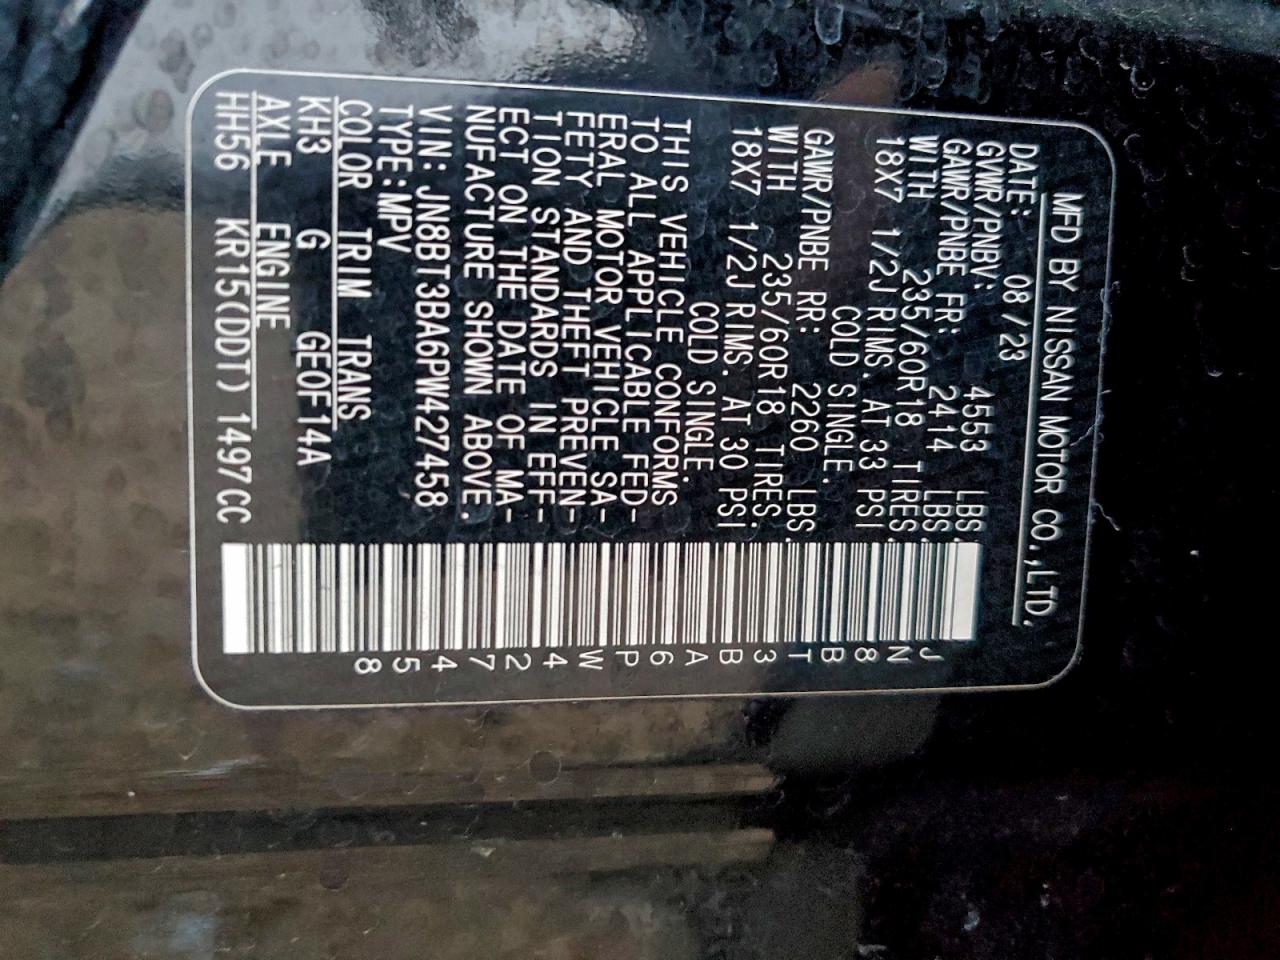 MFD BY NISSAN MOTOR CO.,LTD.
DATE: 08/23
GVWR/PNBV: 4553 LBS.
GAWR/PNBE FR: 2414 LBS.
WITH 235/60R18 TIRES.
18X7 1/2J RIMS. AT 33 PSI
COLD SINGLE.
GAWR/PNBE RR: 2260 LBS.
WITH 235/60R18 TIRES.
18X7 1/2J RIMS. AT 30 PSI
COLD SINGLE.
THIS VEHICLE CONFORMS
TO ALL APPLICABLE FED-
ERAL MOTOR VEHICLE SA-
FETY AND THEFT PREVEN-
TION STANDARDS IN EFF-
ECT ON THE DATE OF MA-
NUFACTURE SHOWN ABOVE.
VIN: JN8BT3BA6PW427458
TYPE:MPV
COLOR TRIM TRANS
KH3 G GE0F14A
AXLE ENGINE
HH56 KR15(DDT) 1497CC
JN8BT3BA6PW427458